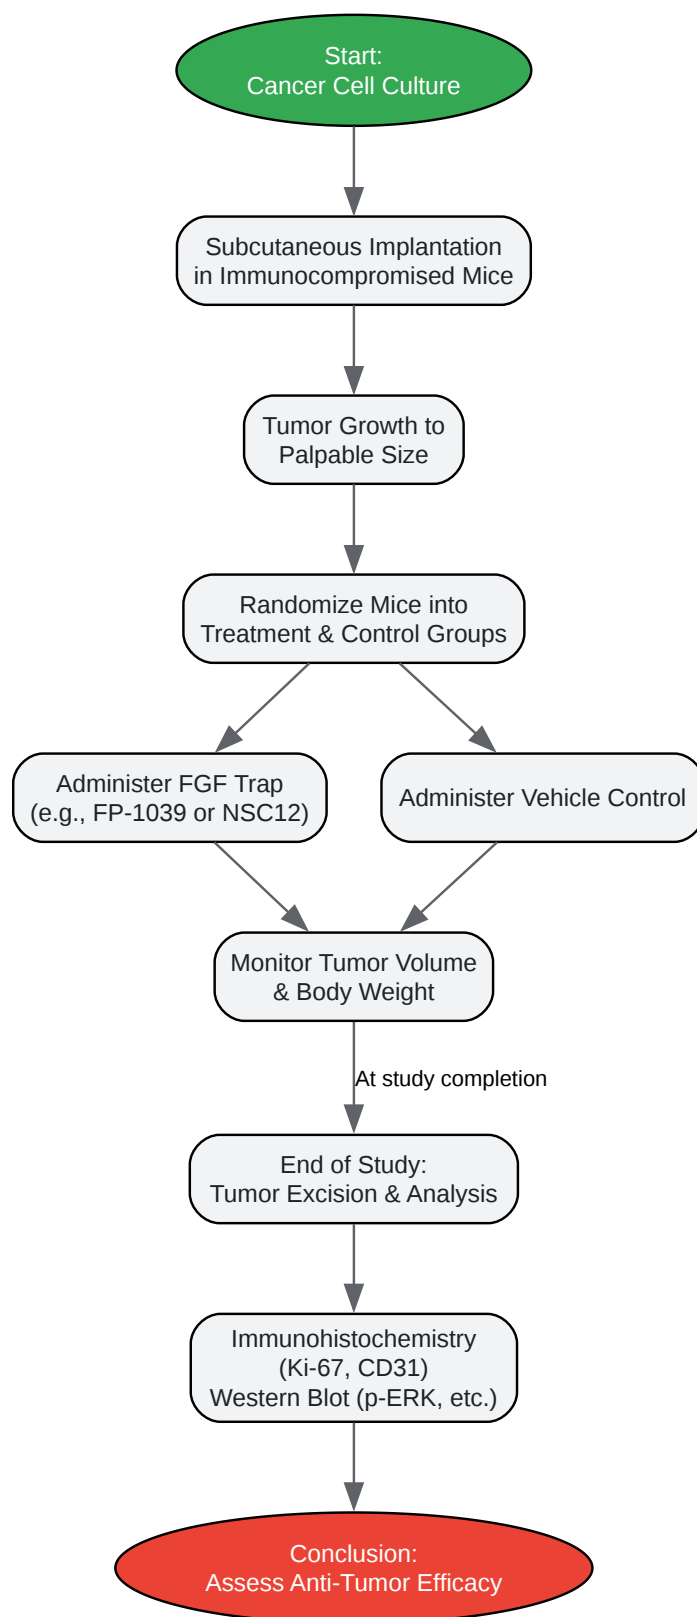 Start:
Cancer Cell Culture
Subcutaneous Implantation
in Immunocompromised Mice
Tumor Growth to
Palpable Size
Randomize Mice into
Treatment & Control Groups
Administer FGF Trap
(e.g., FP-1039 or NSC12)
Administer Vehicle Control
Monitor Tumor Volume
& Body Weight
At study completion
End of Study:
Tumor Excision & Analysis
Immunohistochemistry
(Ki-67, CD31)
Western Blot (p-ERK, etc.)
Conclusion:
Assess Anti-Tumor Efficacy